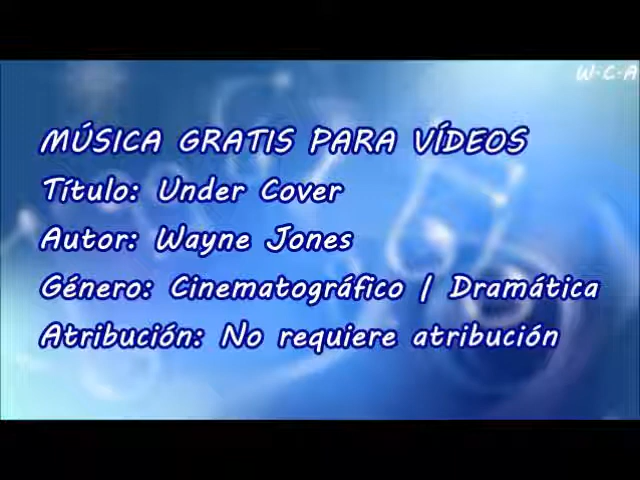 W-C-A
MÚSICA GRATIS PARA VÍDEOS
Título: Under Cover
Autor: Wayne Jones
Género: Cinematográfico | Dramática
Atribución: No requiere atribución